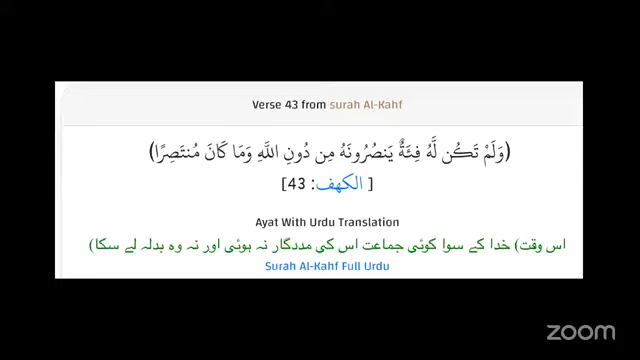 Verse 43 from surah Al-Kahf
(وَلَمْ تَكُن لَّهُ فِئَةٌ يَنصُرُونَهُ مِن دُونِ اللَّهِ وَمَا كَانَ مُنتَصِرًا)
[ الكهف: 43]
Ayat With Urdu Translation
اس وقت) خدا کے سوا کوئی جماعت اس کی مددگار نہ ہوئی اور نہ وہ بدلہ لے سکا)
Surah Al-Kahf Full Urdu
zoom